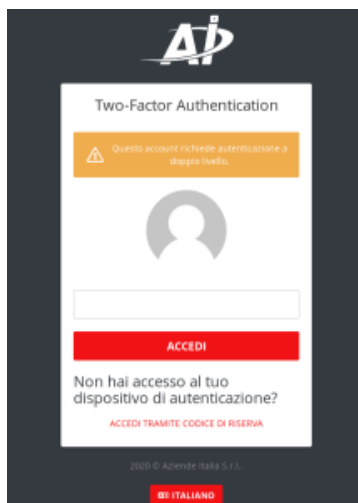 Ai
Two-Factor Authentication
Questo account richiede autenticazione a
doppio livello.
ACCEDI
Non hai accesso al tuo
dispositivo di autenticazione?
ACCEDI TRAMITE CODICE DI RISERVA
2020 © Aziende Italia S.r.l.
ITALIANO